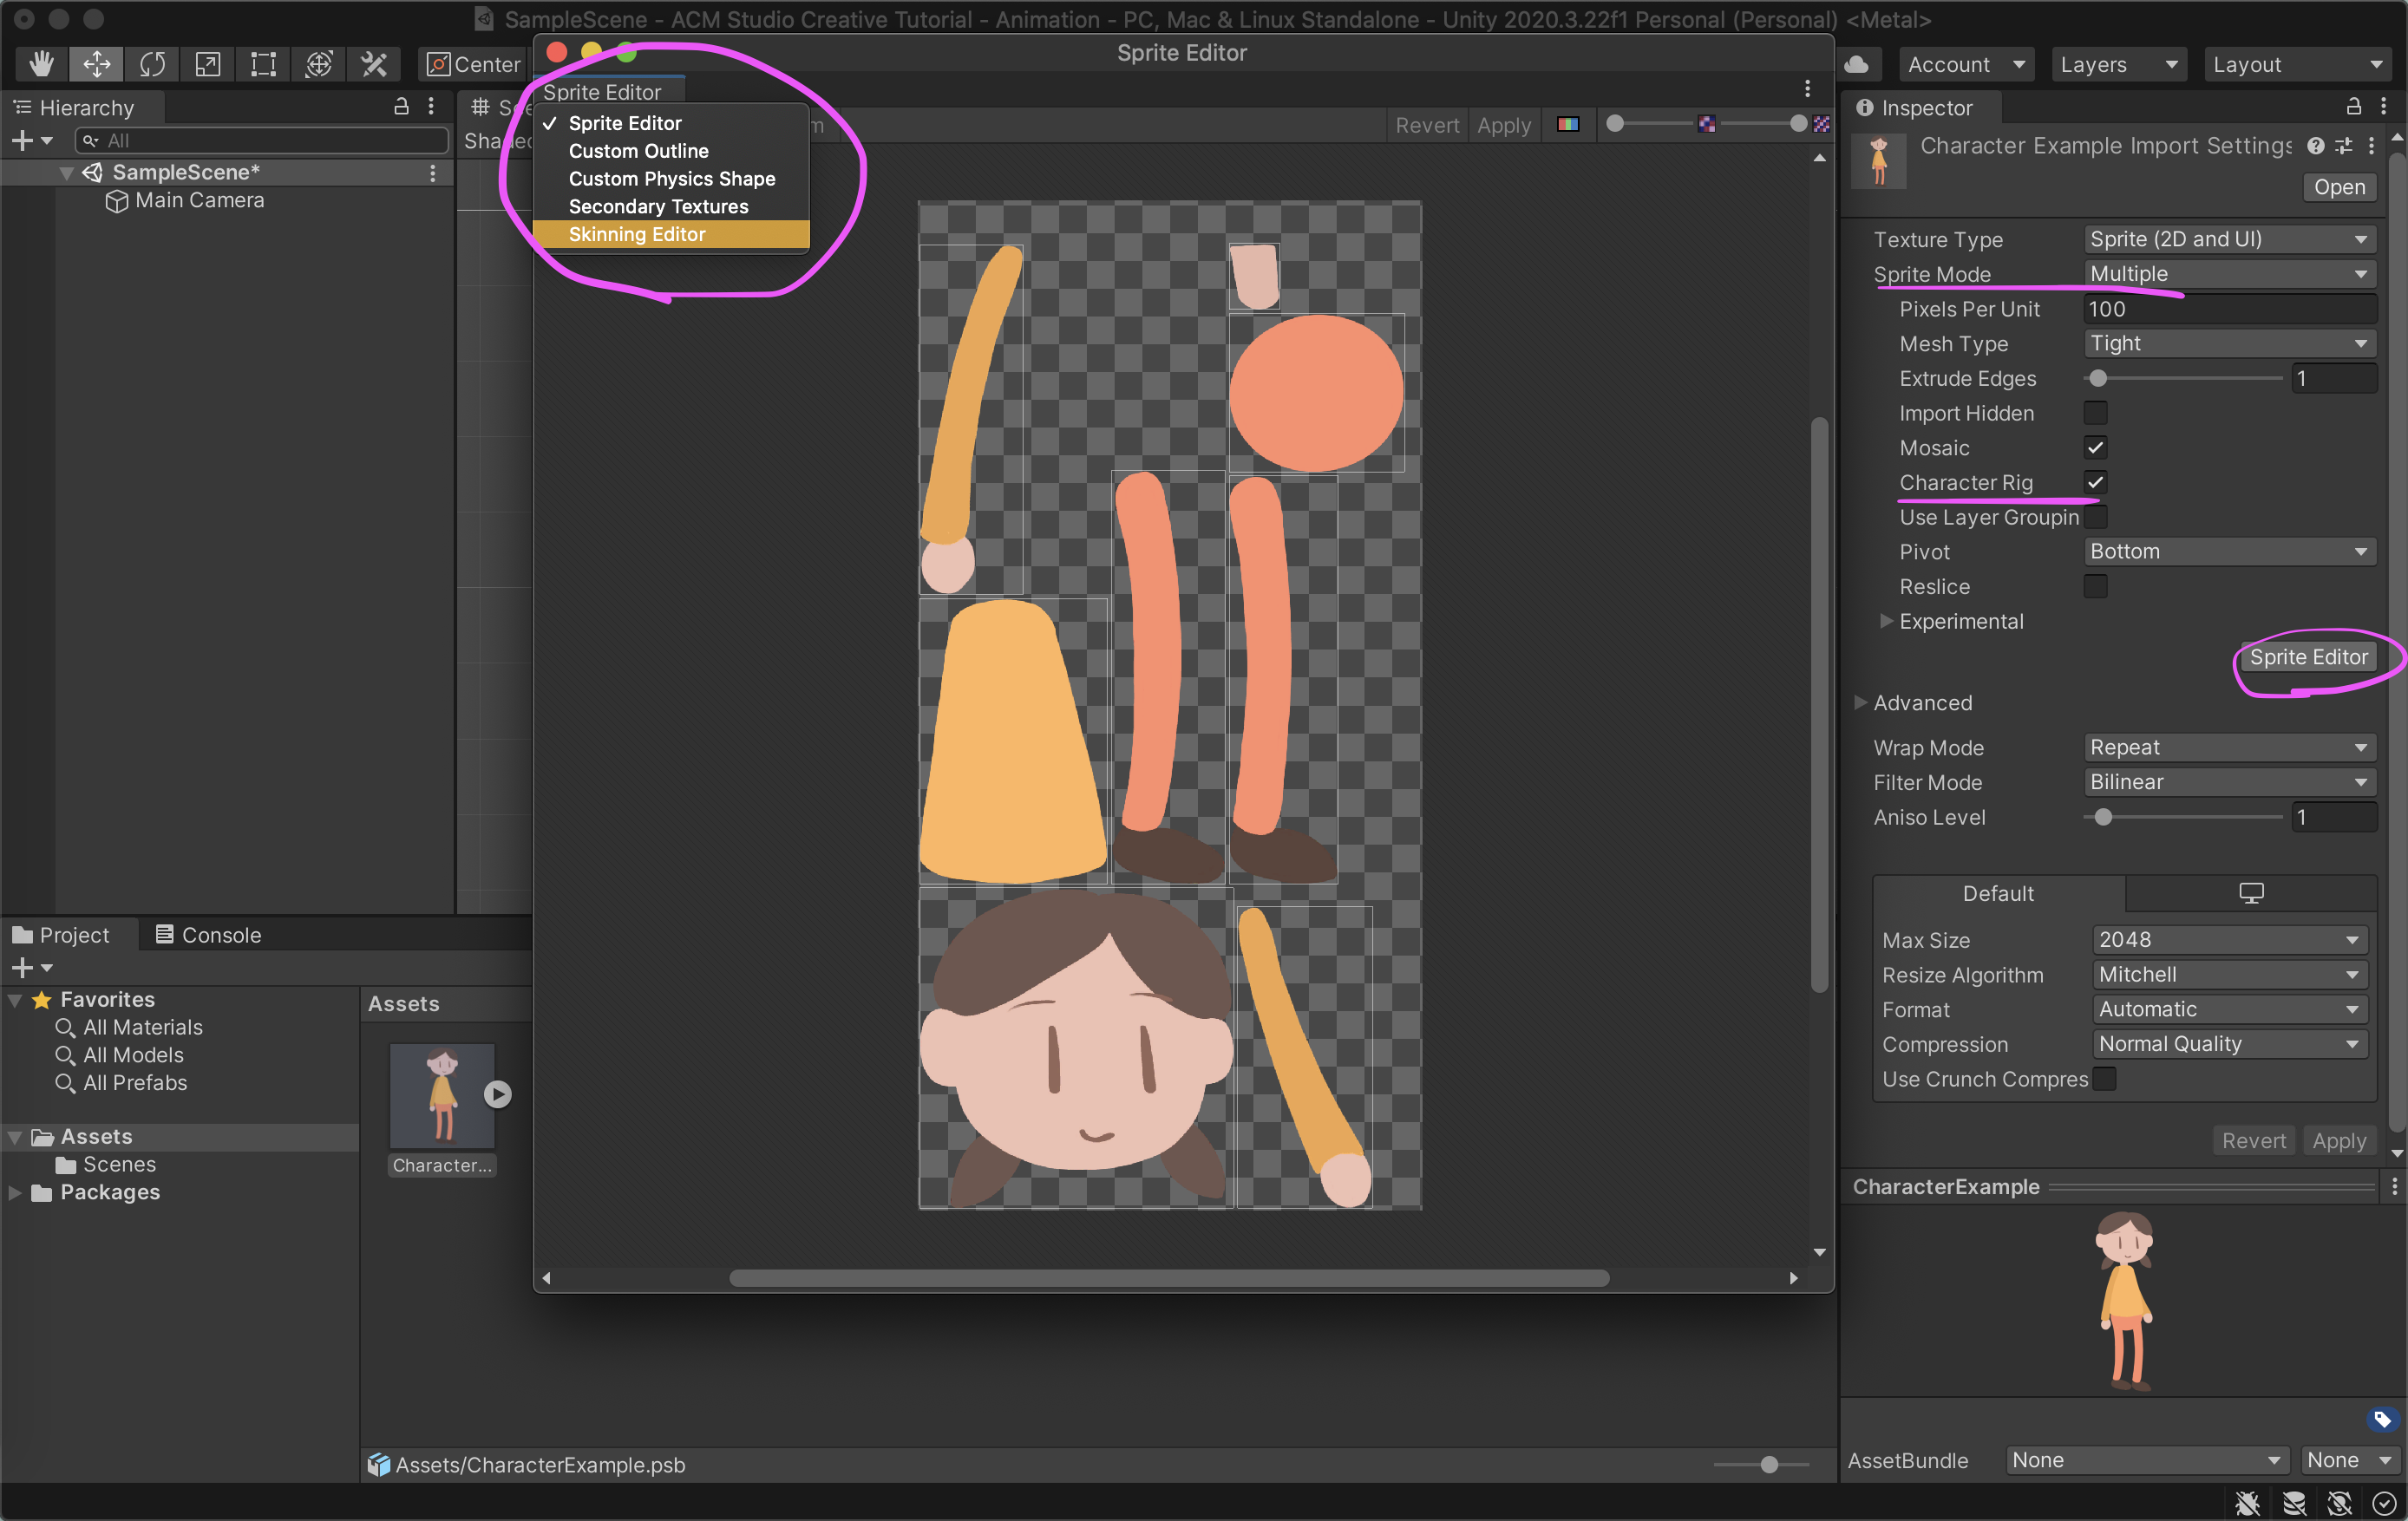 SampleScene - ACM Studio Creative Tutorial - Animation - PC, Mac & Linux Standalone - Unity 2020.3.22f1 Personal (Personal) <Metal>
Center
Account
Layers
Layout
Sprite Editor
Sprite Editor
Sprite Editor
Custom Outline
Custom Physics Shape
Secondary Textures
Skinning Editor
Revert
Apply
Hierarchy
All
SampleScene*
Main Camera
Shaded
Inspector
Character Example Import Settings
Open
Texture Type Sprite (2D and UI)
Sprite Mode Multiple
Pixels Per Unit 100
Mesh Type Tight
Extrude Edges 1
Import Hidden
Mosaic
Character Rig
Use Layer Groupin
Pivot Bottom
Reslice
Experimental
Sprite Editor
Advanced
Wrap Mode Repeat
Filter Mode Bilinear
Aniso Level 1
Default
Max Size 2048
Resize Algorithm Mitchell
Format Automatic
Compression Normal Quality
Use Crunch Compres
Revert Apply
CharacterExample
AssetBundle None None
Project Console
Favorites
All Materials
All Models
All Prefabs
Assets
Scenes
Packages
Assets
Character...
Assets/CharacterExample.psb